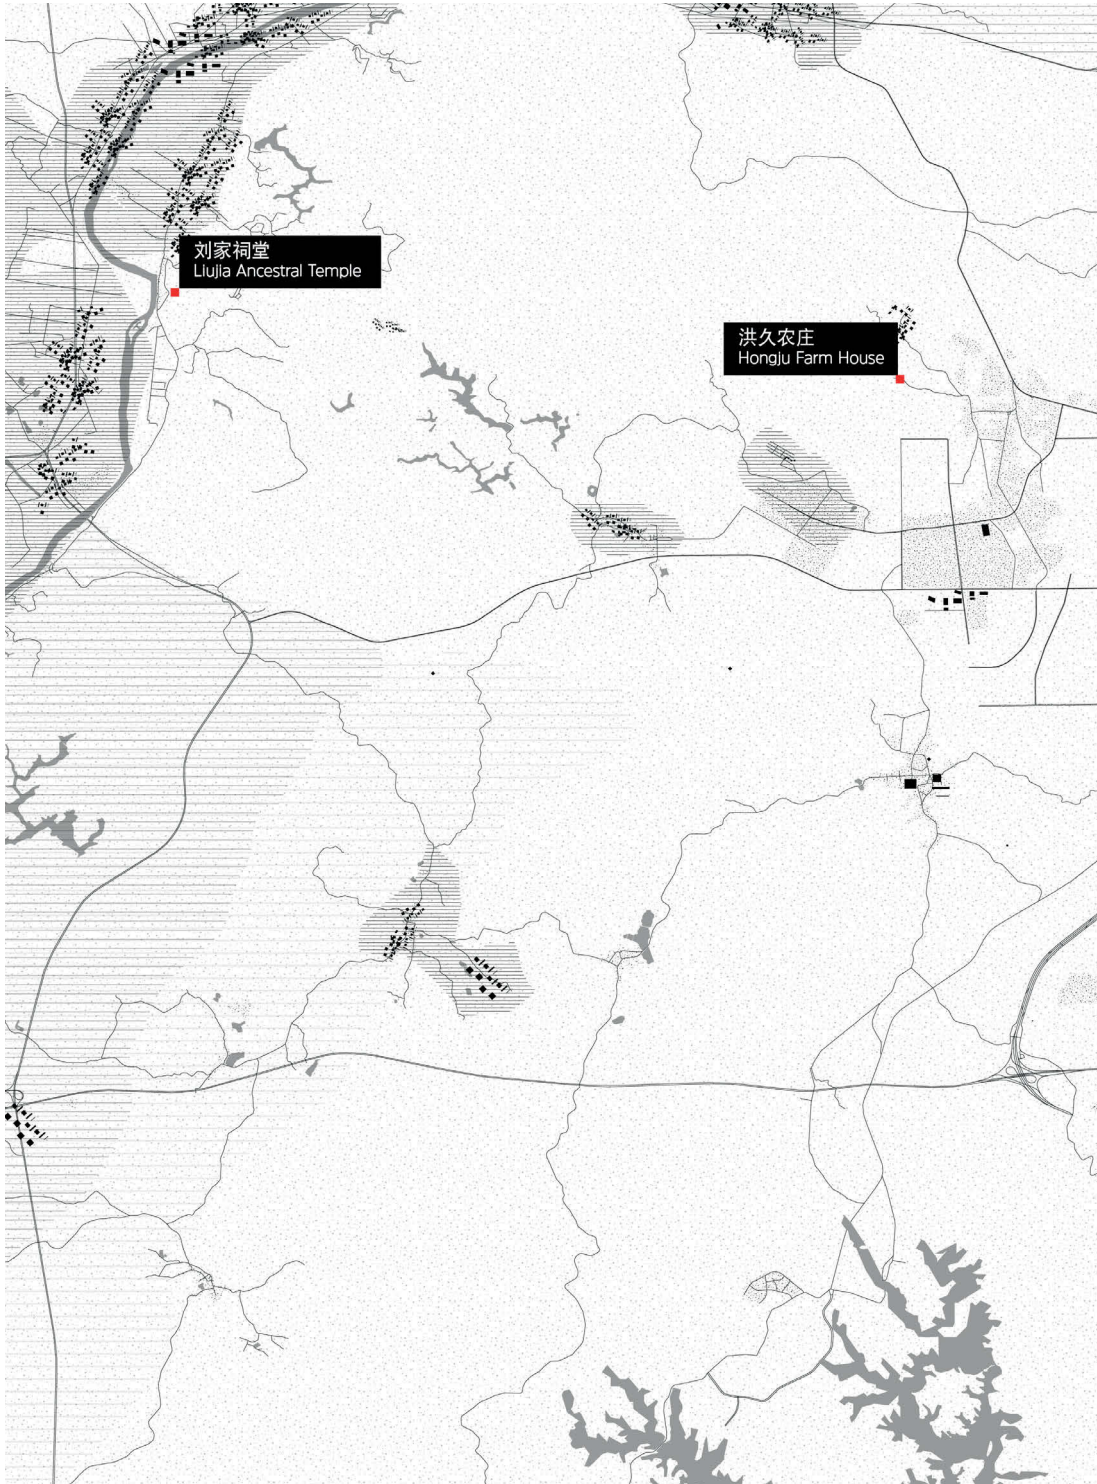 刘家祠堂
Liujia Ancestral Temple
洪久农庄
Hongju Farm House